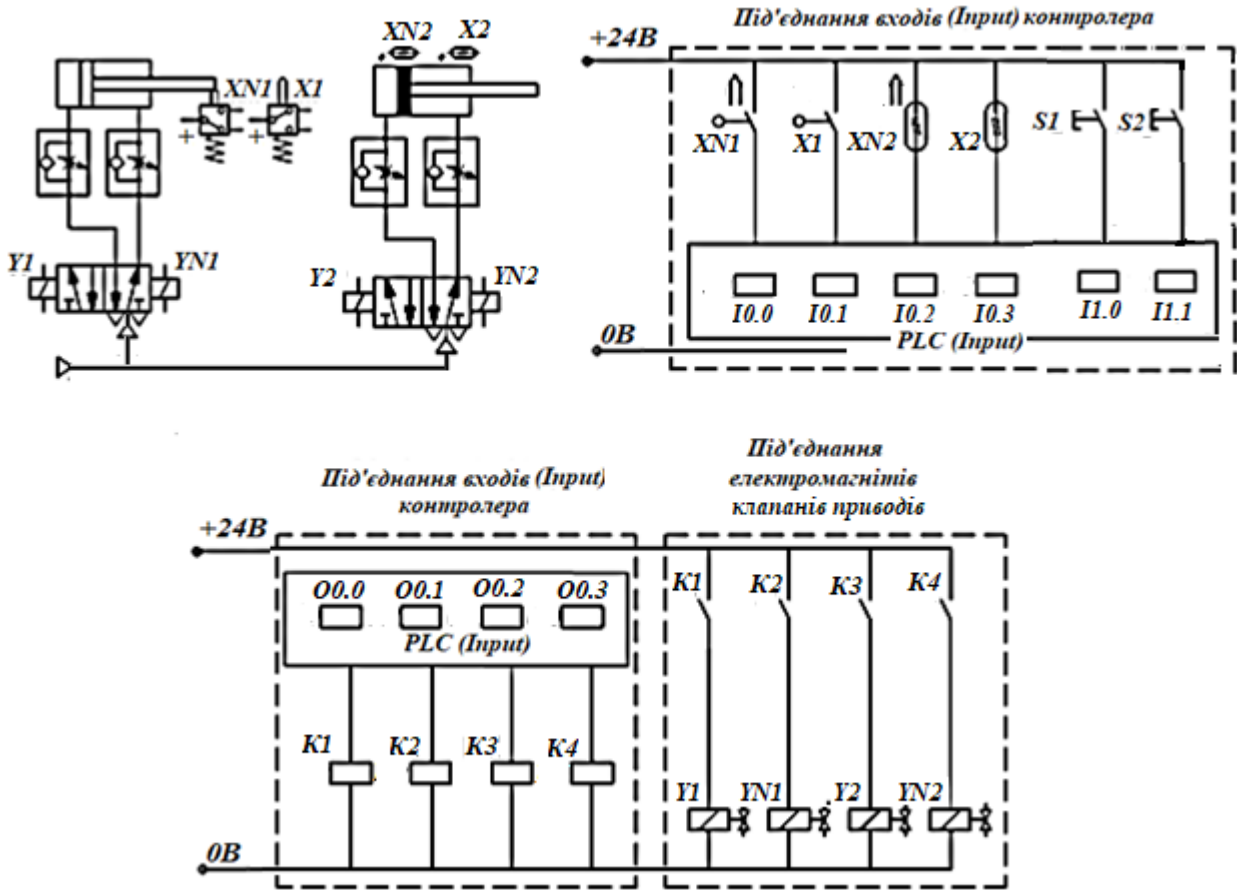 XN2 X2
XN1 X1
+ +
Y1 YN1
Y2 YN2
Під'єднання входів (Input) контролера
+24В
XN1 X1 XN2 X2 S1 S2
I0.0 I0.1 I0.2 I0.3 I1.0 I1.1
0В
PLC (Input)
Під'єднання входів (Input)
контролера
+24В
O0.0 O0.1 O0.2 O0.3
PLC (Input)
K1 K2 K3 K4
0В
Під'єднання
електромагнітів
клапанів приводів
K1 K2 K3 K4
Y1 YN1 Y2 YN2